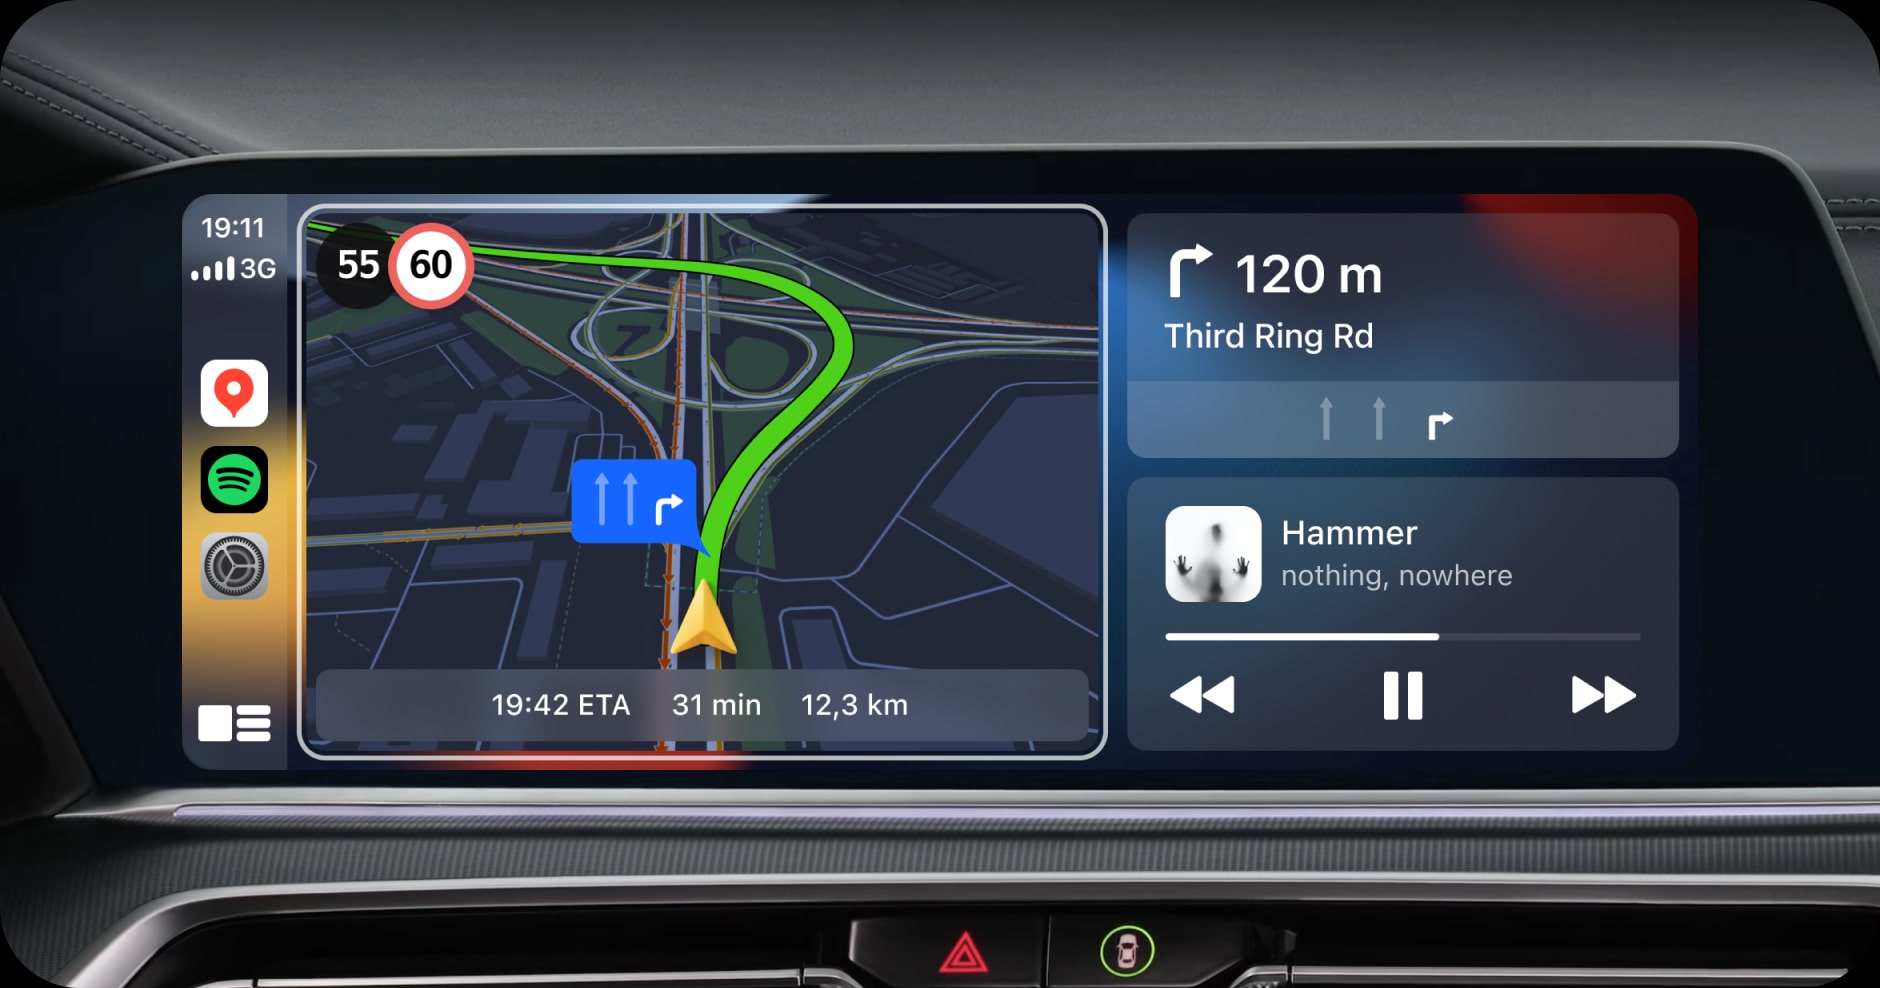 19:11
3G
55
60
19:42 ETA 31 min 12,3 km
120 m
Third Ring Rd
Hammer
nothing, nowhere